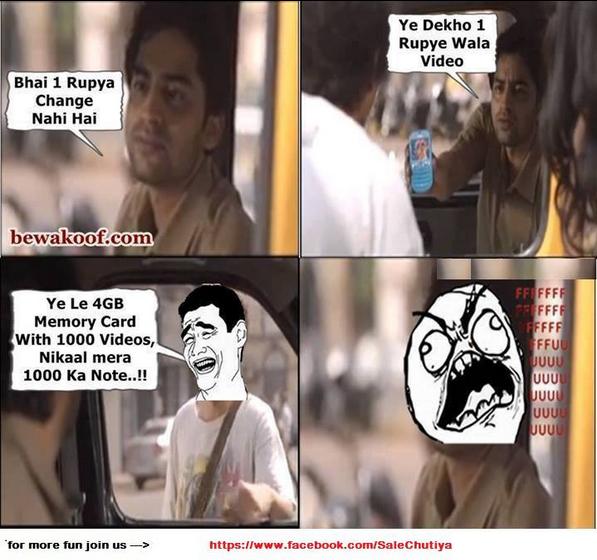 Bhai 1 Rupya
Change
Nahi Hai
bewakoof.com
Ye Dekho 1
Rupye Wala
Video
Ye Le 4GB
Memory Card
With 1000 Videos,
Nikaal mera
1000 Ka Note..!!
FFFFFFF
FFFFFFF
FFFFF
FFFUU
UUUU
UUUU
UUUU
UUUU
UUUU
for more fun join us --->
https://www.facebook.com/SaleChutiya